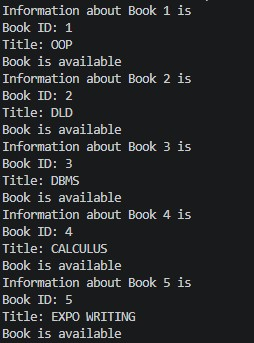 Information about Book 1 is
Book ID: 1
Title: OOP
Book is available
Information about Book 2 is
Book ID: 2
Title: DLD
Book is available
Information about Book 3 is
Book ID: 3
Title: DBMS
Book is available
Information about Book 4 is
Book ID: 4
Title: CALCULUS
Book is available
Information about Book 5 is
Book ID: 5
Title: EXPO WRITING
Book is available